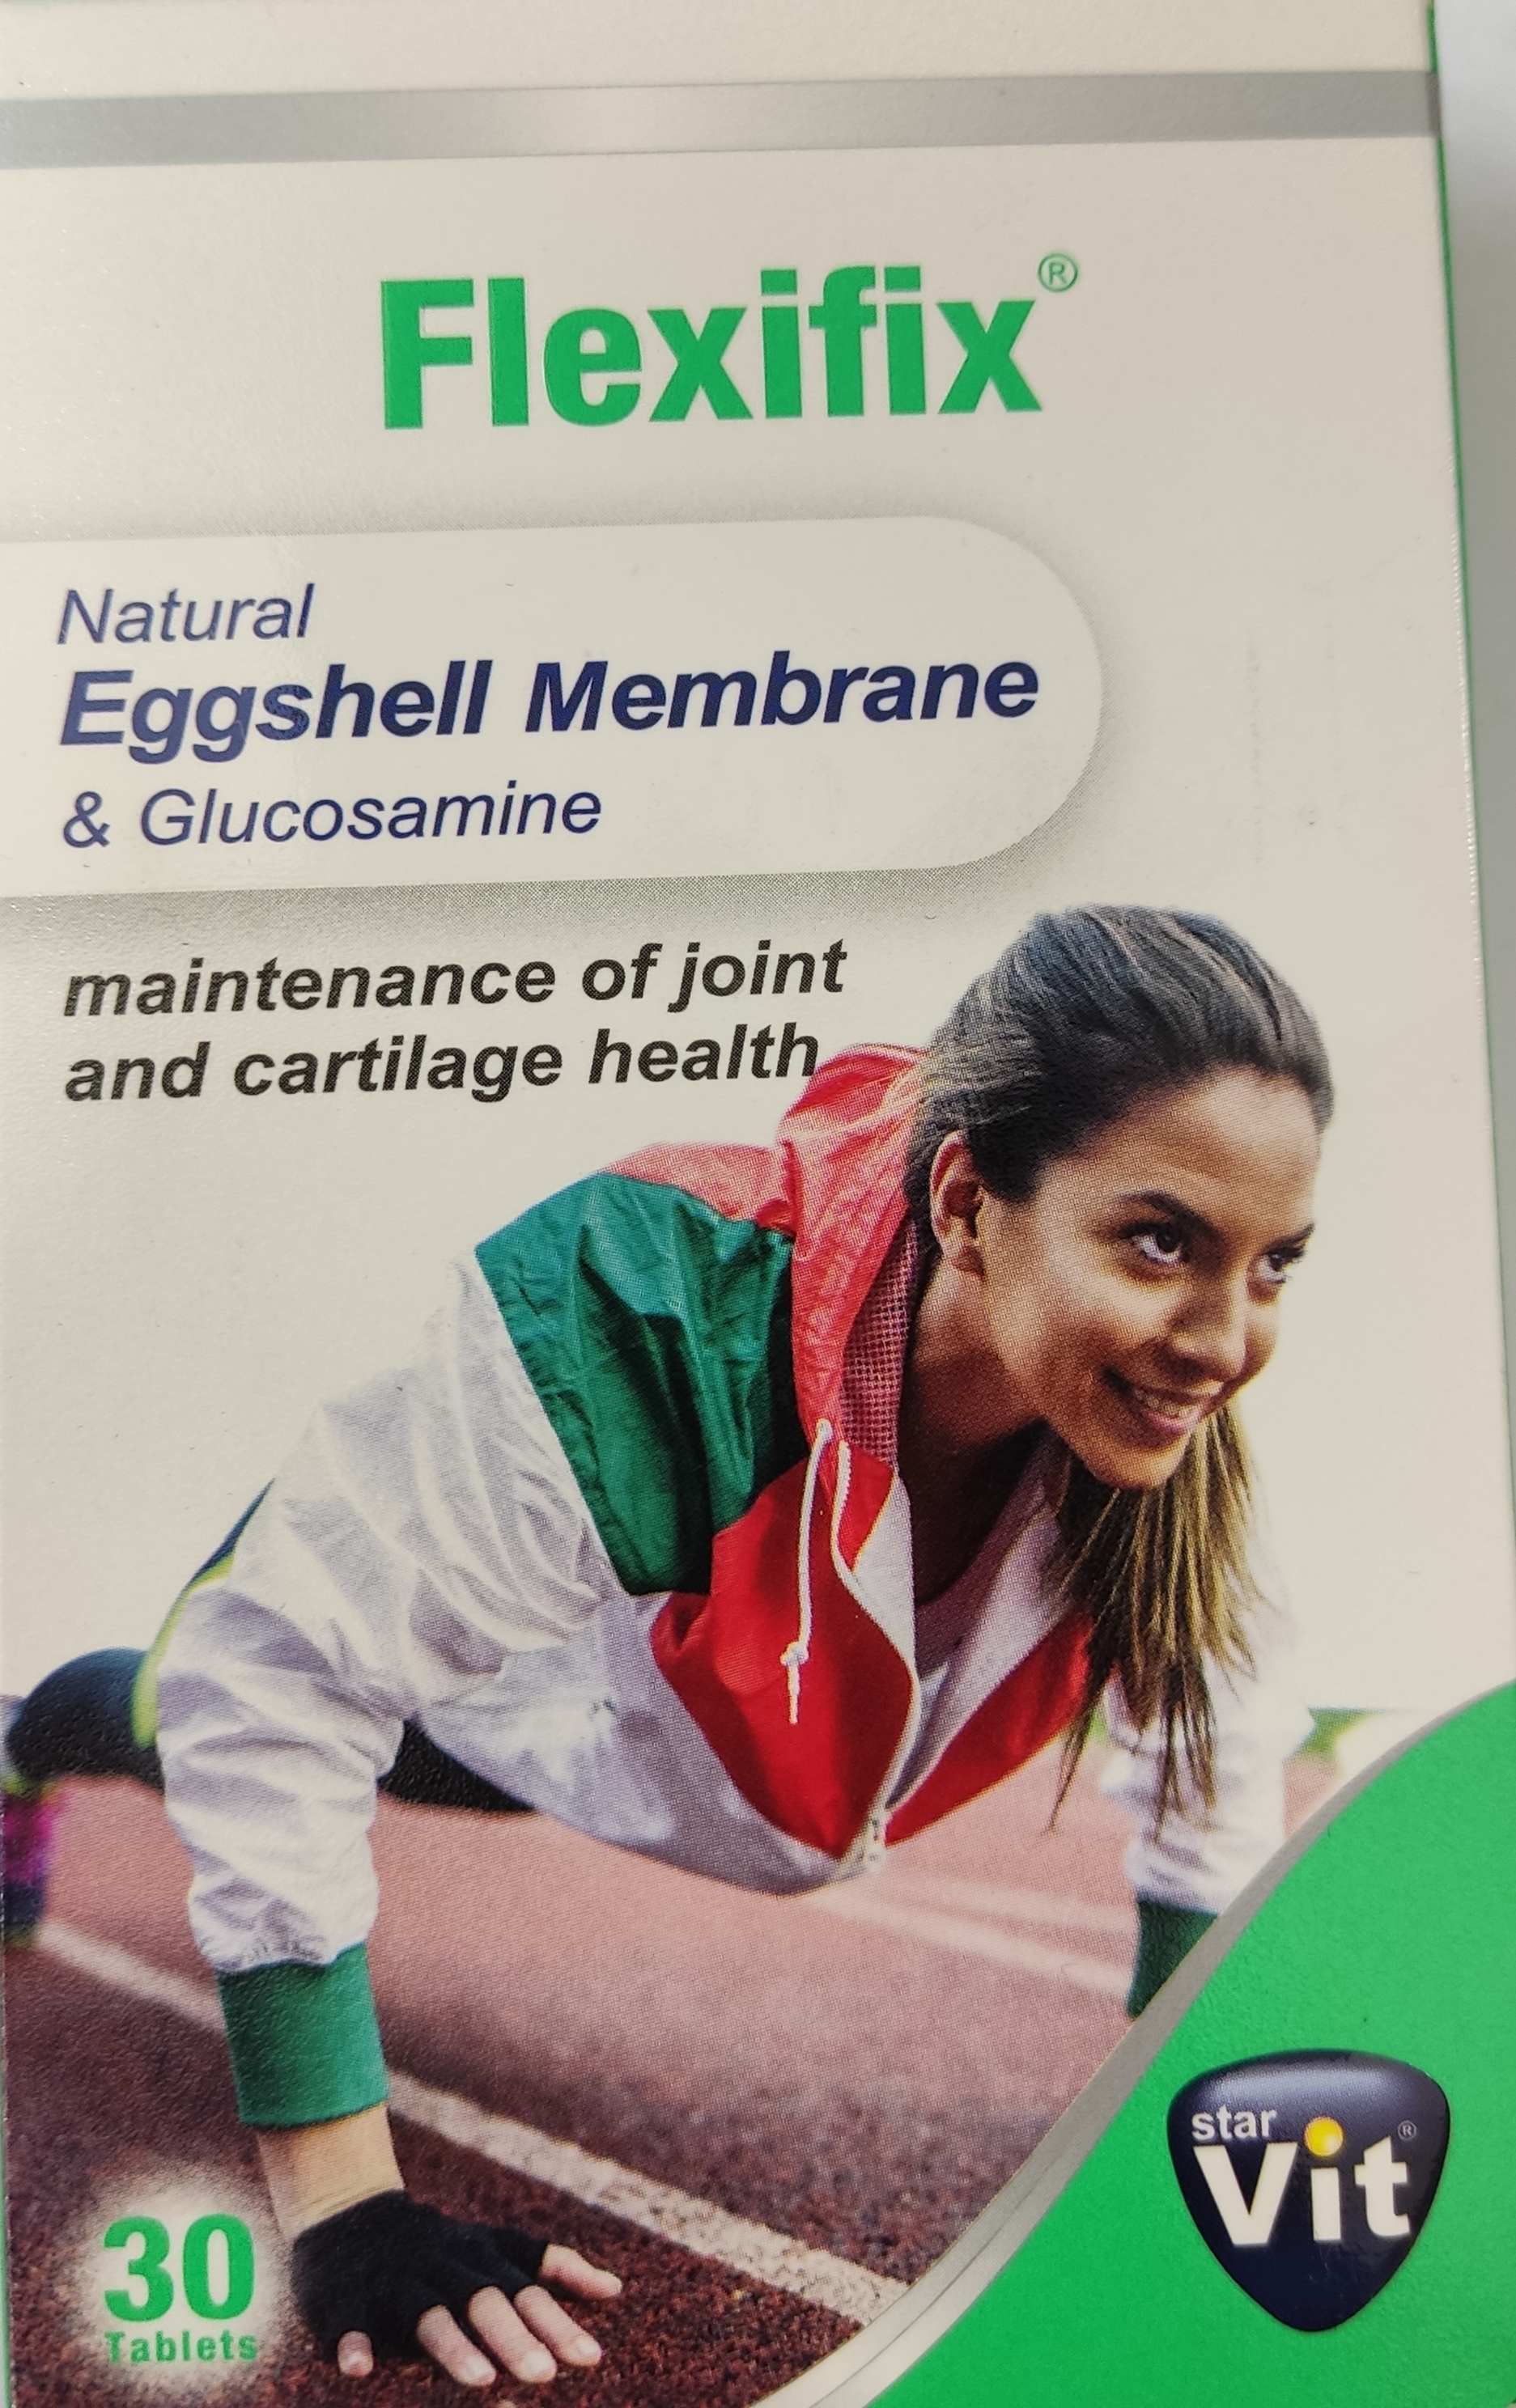 Flexifix®
Natural
Eggshell Membrane
& Glucosamine
maintenance of joint
and cartilage health
30
Tablets
star
Vit®